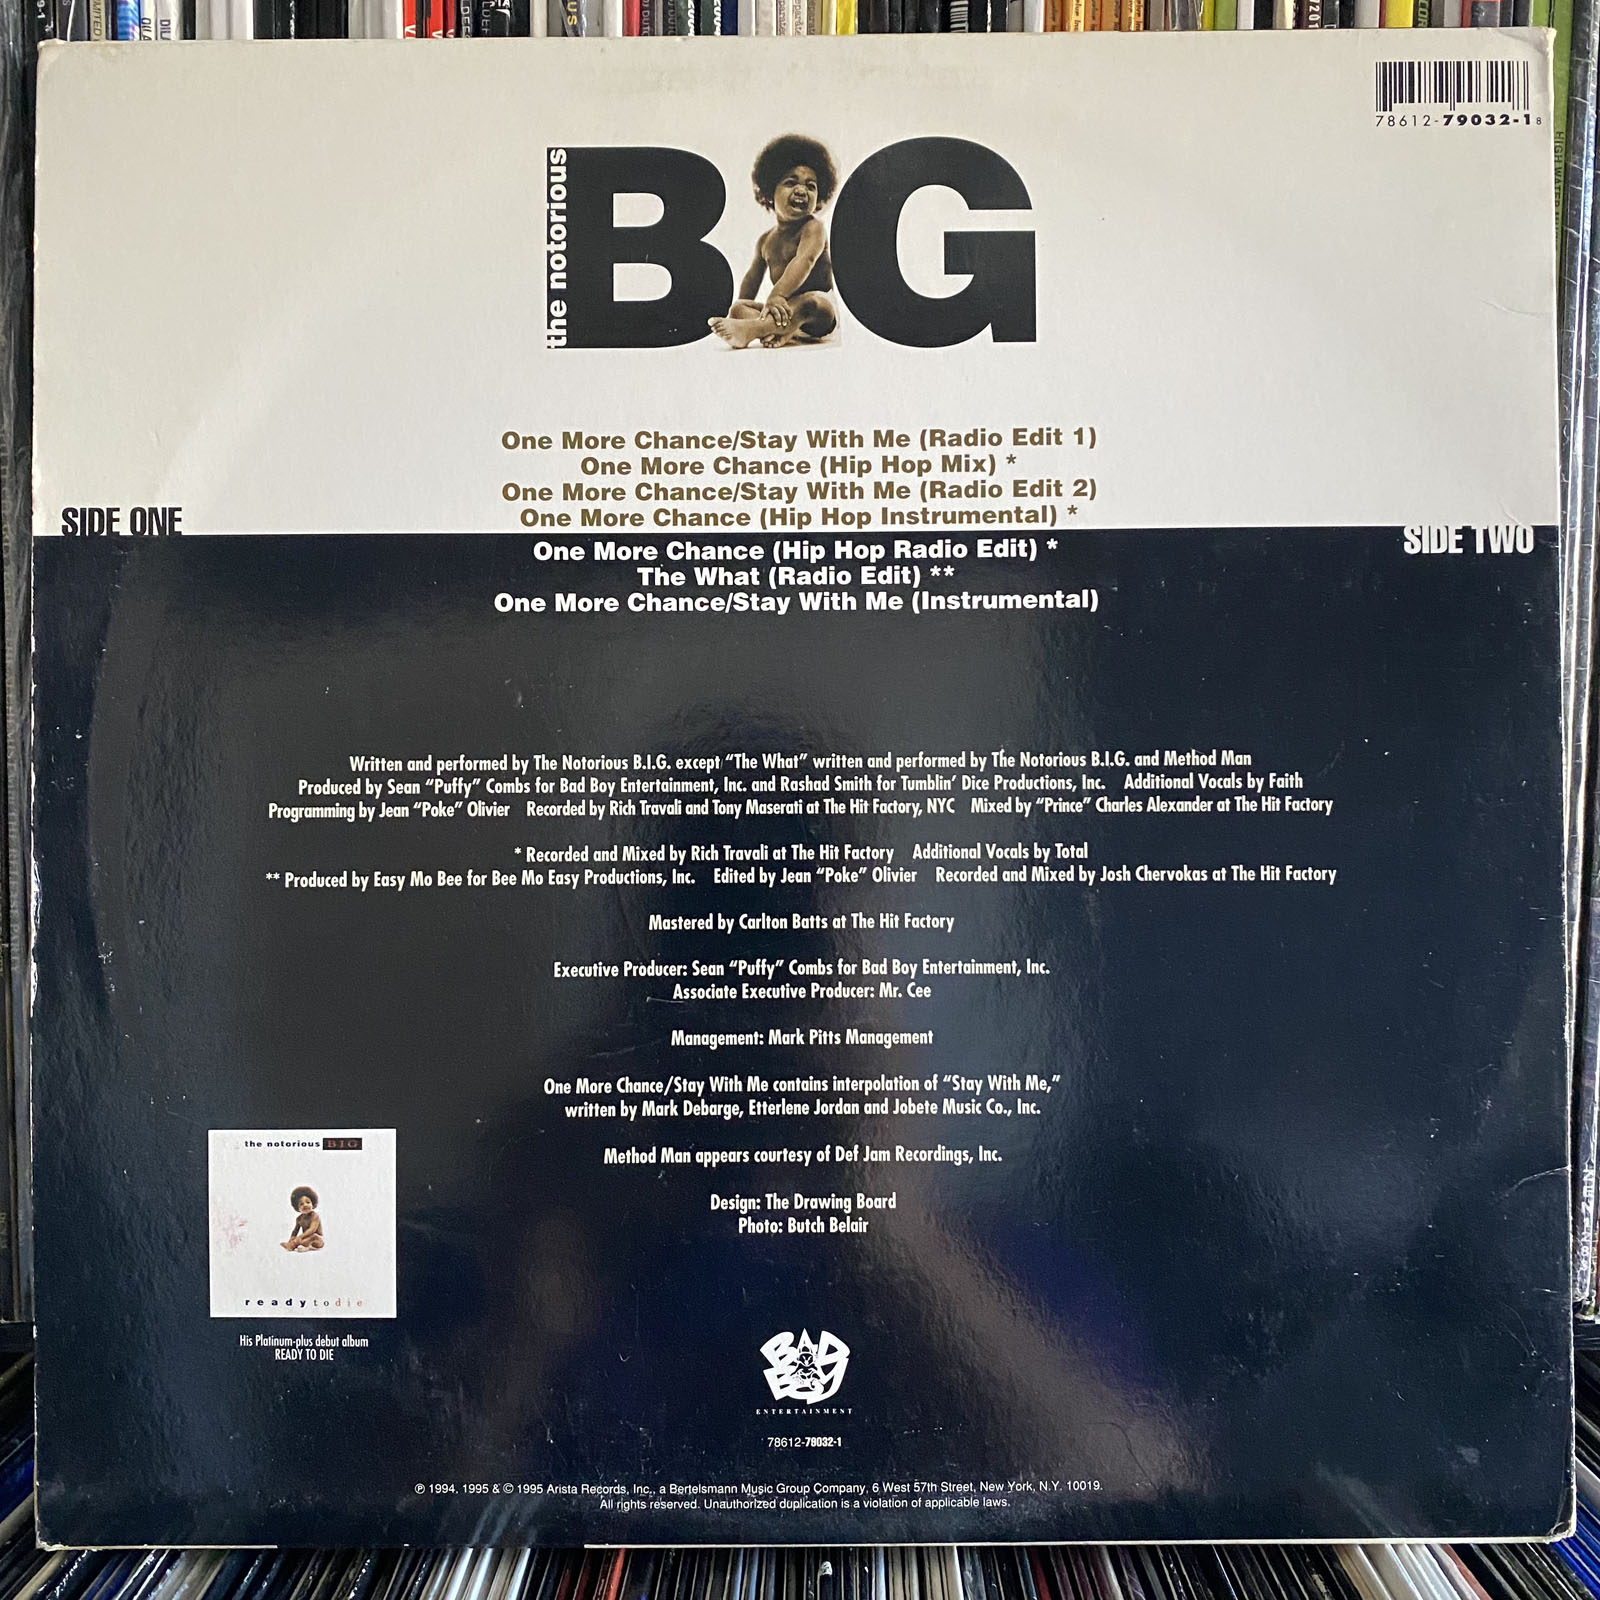 78612-79032-1 8
the notorious
B G
One More Chance/Stay With Me (Radio Edit 1)
One More Chance (Hip Hop Mix) *
One More Chance/Stay With Me (Radio Edit 2)
One More Chance (Hip Hop Instrumental) *
SIDE ONE
SIDE TWO
One More Chance (Hip Hop Radio Edit) *
The What (Radio Edit) **
One More Chance/Stay With Me (Instrumental)
Written and performed by The Notorious B.I.G. except “The What” written and performed by The Notorious B.I.G. and Method Man
Produced by Sean “Puffy” Combs for Bad Boy Entertainment, Inc. and Rashad Smith for Tumblin’ Dice Productions, Inc. Additional Vocals by Faith
Programming by Jean “Poke” Olivier Recorded by Rich Travali and Tony Maserati at The Hit Factory, NYC Mixed by “Prince” Charles Alexander at The Hit Factory
* Recorded and Mixed by Rich Travali at The Hit Factory Additional Vocals by Total
** Produced by Easy Mo Bee for Bee Mo Easy Productions, Inc. Edited by Jean “Poke” Olivier Recorded and Mixed by Josh Chervokas at The Hit Factory
Mastered by Carlton Batts at The Hit Factory
Executive Producer: Sean “Puffy” Combs for Bad Boy Entertainment, Inc.
Associate Executive Producer: Mr. Cee
Management: Mark Pitts Management
One More Chance/Stay With Me contains interpolation of “Stay With Me,”
written by Mark Debarge, Etterlene Jordan and Jobete Music Co., Inc.
Method Man appears courtesy of Def Jam Recordings, Inc.
Design: The Drawing Board
Photo: Butch Belair
the notorious BIG
ready to die
His Platinum-plus debut album
READY TO DIE
BAD
BOY
ENTERTAINMENT
78612-79032-1
℗ 1994, 1995 & © 1995 Arista Records, Inc., a Bertelsmann Music Group Company, 6 West 57th Street, New York, N.Y. 10019.
All rights reserved. Unauthorized duplication is a violation of applicable laws.